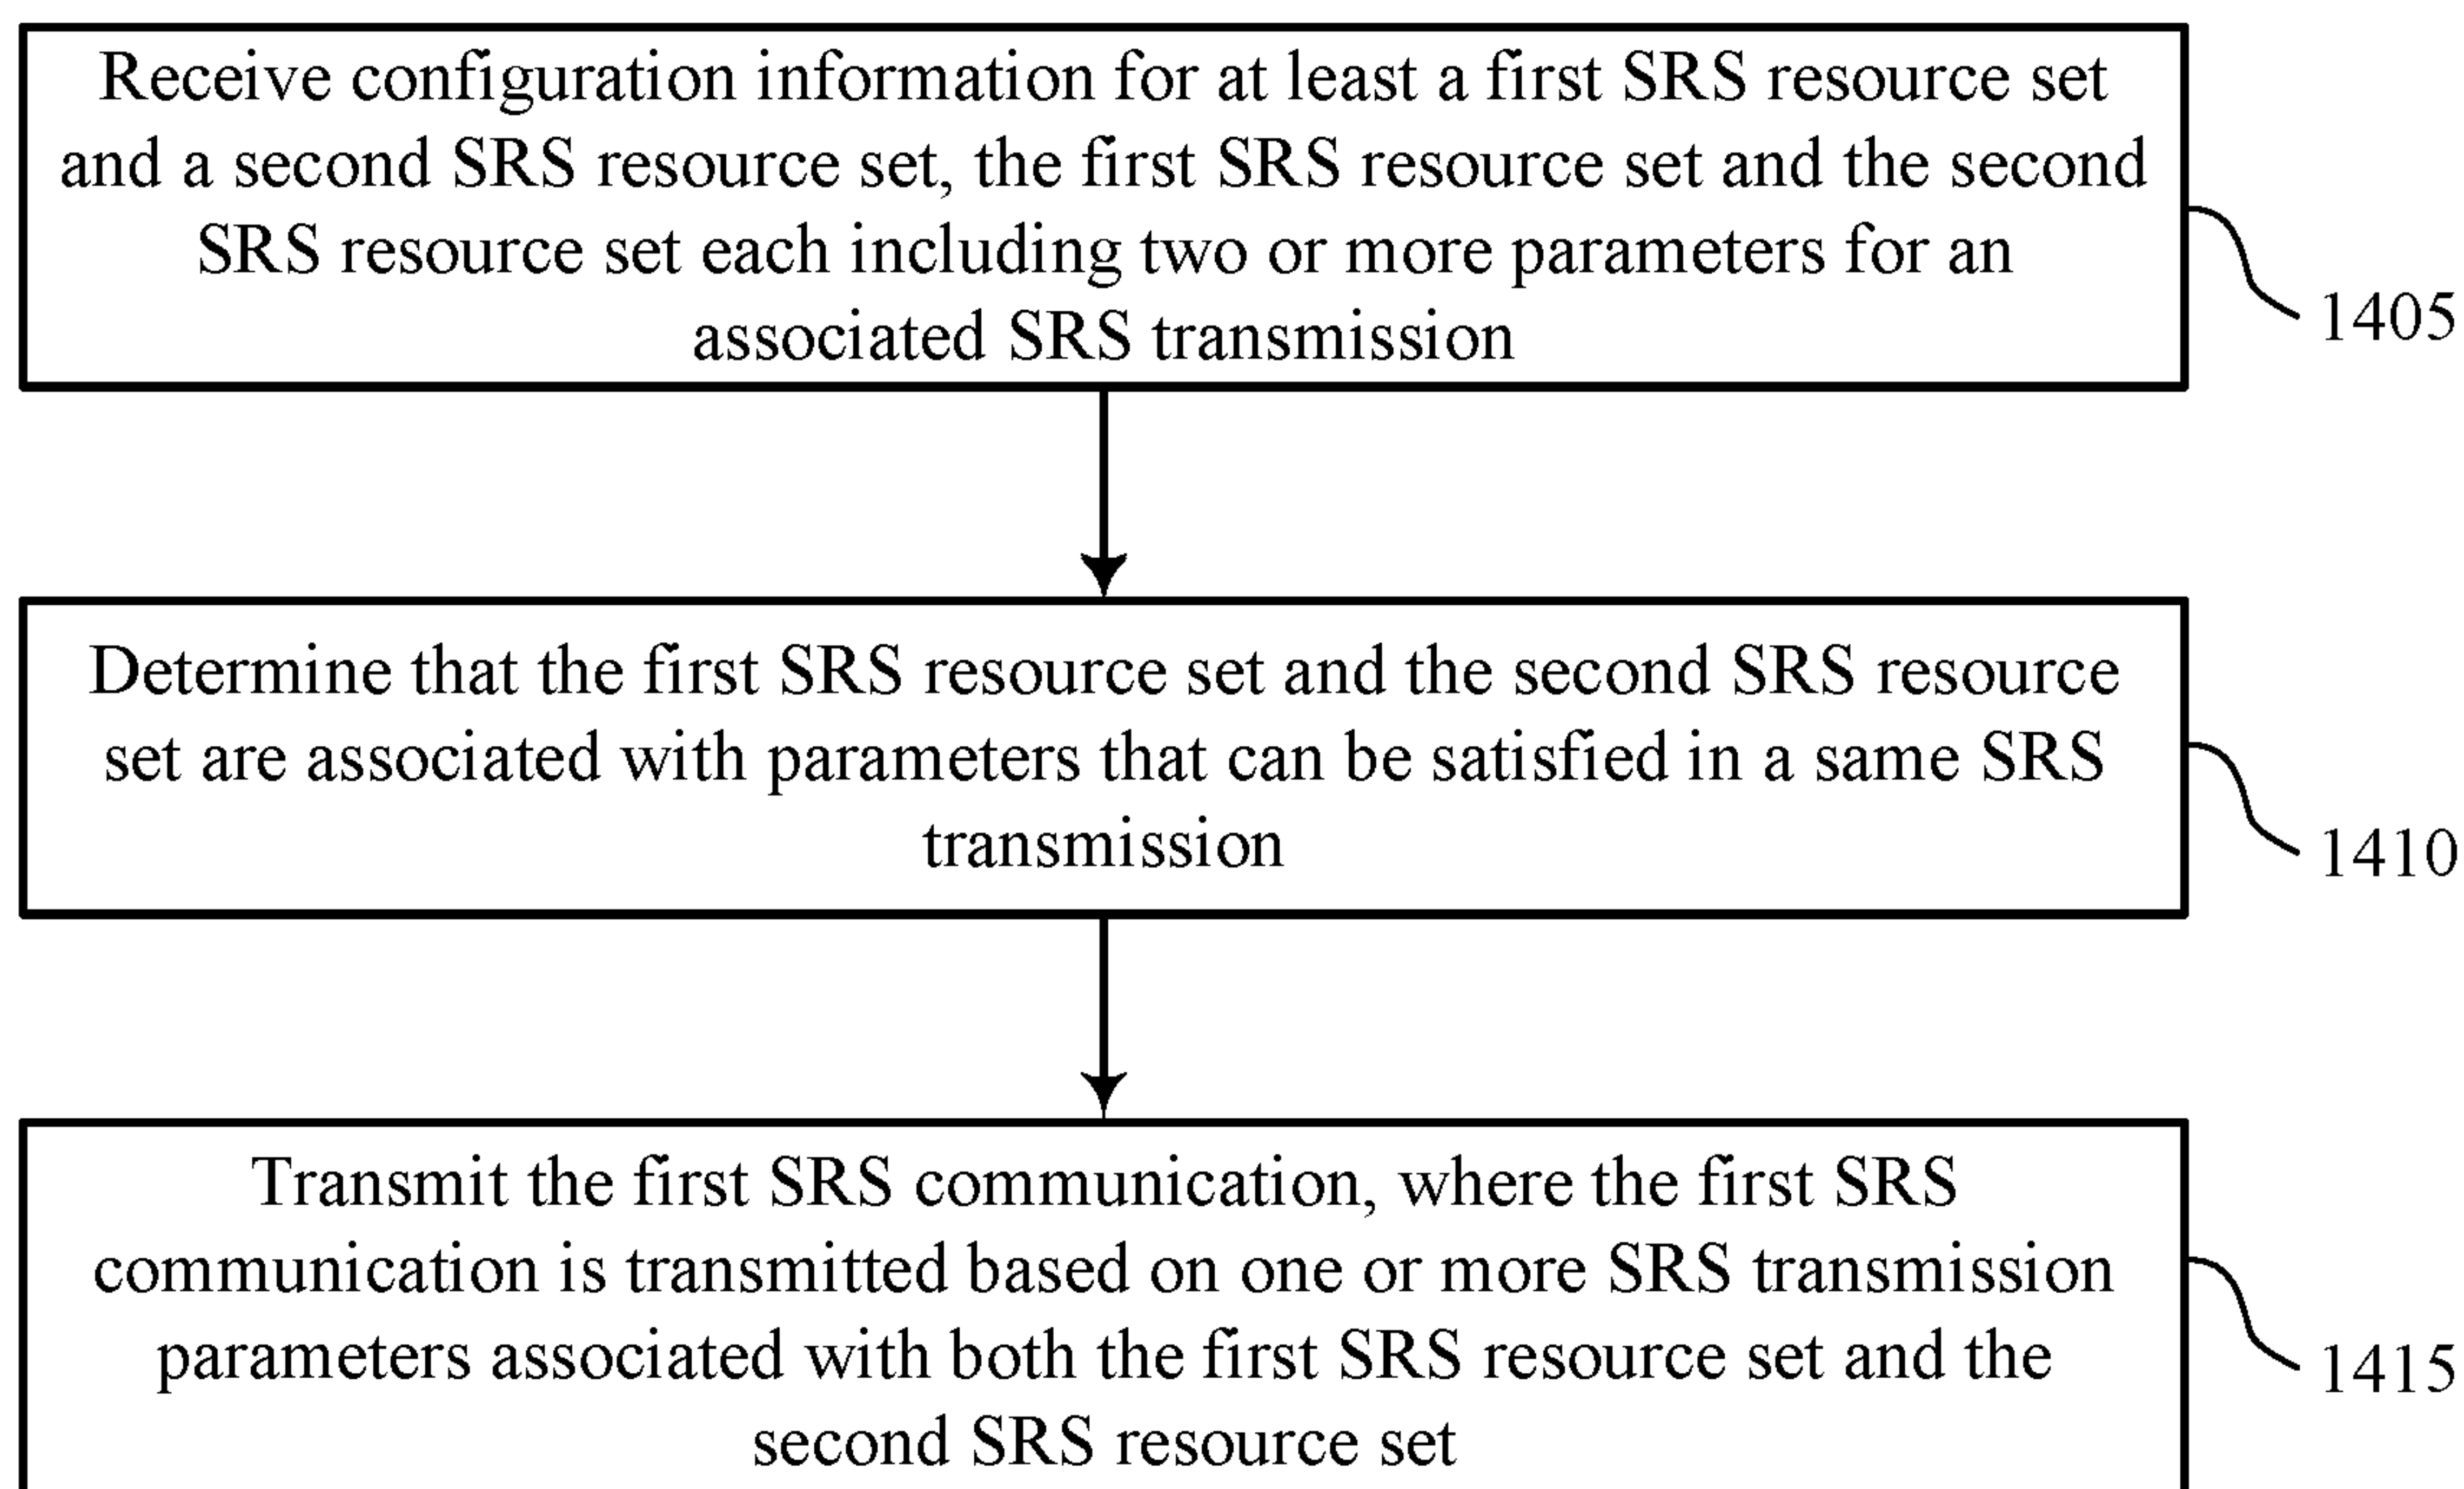 Receive configuration information for at least a first SRS resource set
and a second SRS resource set, the first SRS resource set and the second
SRS resource set each including two or more parameters for an
associated SRS transmission
1405
Determine that the first SRS resource set and the second SRS resource
set are associated with parameters that can be satisfied in a same SRS
transmission
1410
Transmit the first SRS communication, where the first SRS
communication is transmitted based on one or more SRS transmission
parameters associated with both the first SRS resource set and the
second SRS resource set
1415